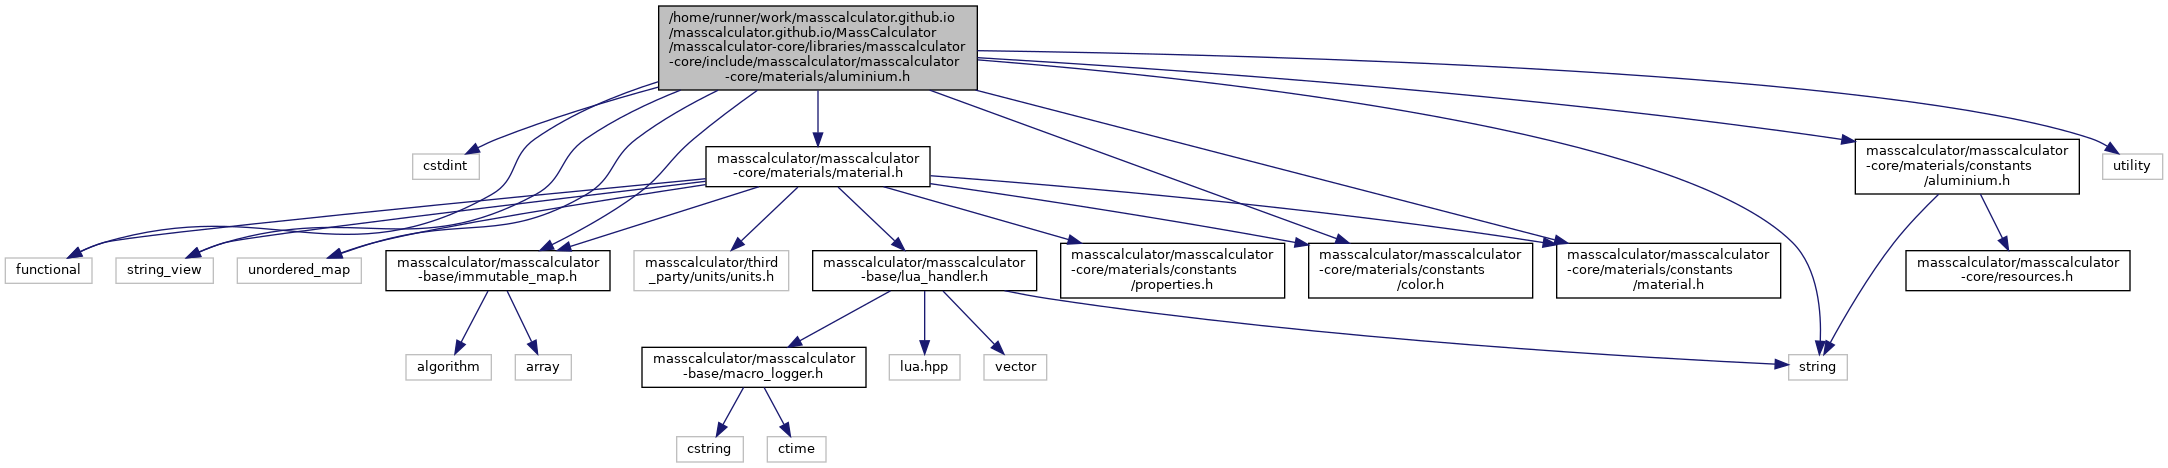 /home/runner/work/masscalculator.github.io
/masscalculator.github.io/MassCalculator
/masscalculator-core/libraries/masscalculator
-core/include/masscalculator/masscalculator
-core/materials/aluminium.h
cstdint
masscalculator/masscalculator
-core/materials/material.h
masscalculator/masscalculator
-core/materials/constants
/aluminium.h
utility
functional
string_view
unordered_map
masscalculator/masscalculator
-base/immutable_map.h
masscalculator/third
_party/units/units.h
masscalculator/masscalculator
-base/lua_handler.h
masscalculator/masscalculator
-core/materials/constants
/properties.h
masscalculator/masscalculator
-core/materials/constants
/color.h
masscalculator/masscalculator
-core/materials/constants
/material.h
masscalculator/masscalculator
-core/resources.h
algorithm
array
masscalculator/masscalculator
-base/macro_logger.h
lua.hpp
vector
string
cstring
ctime